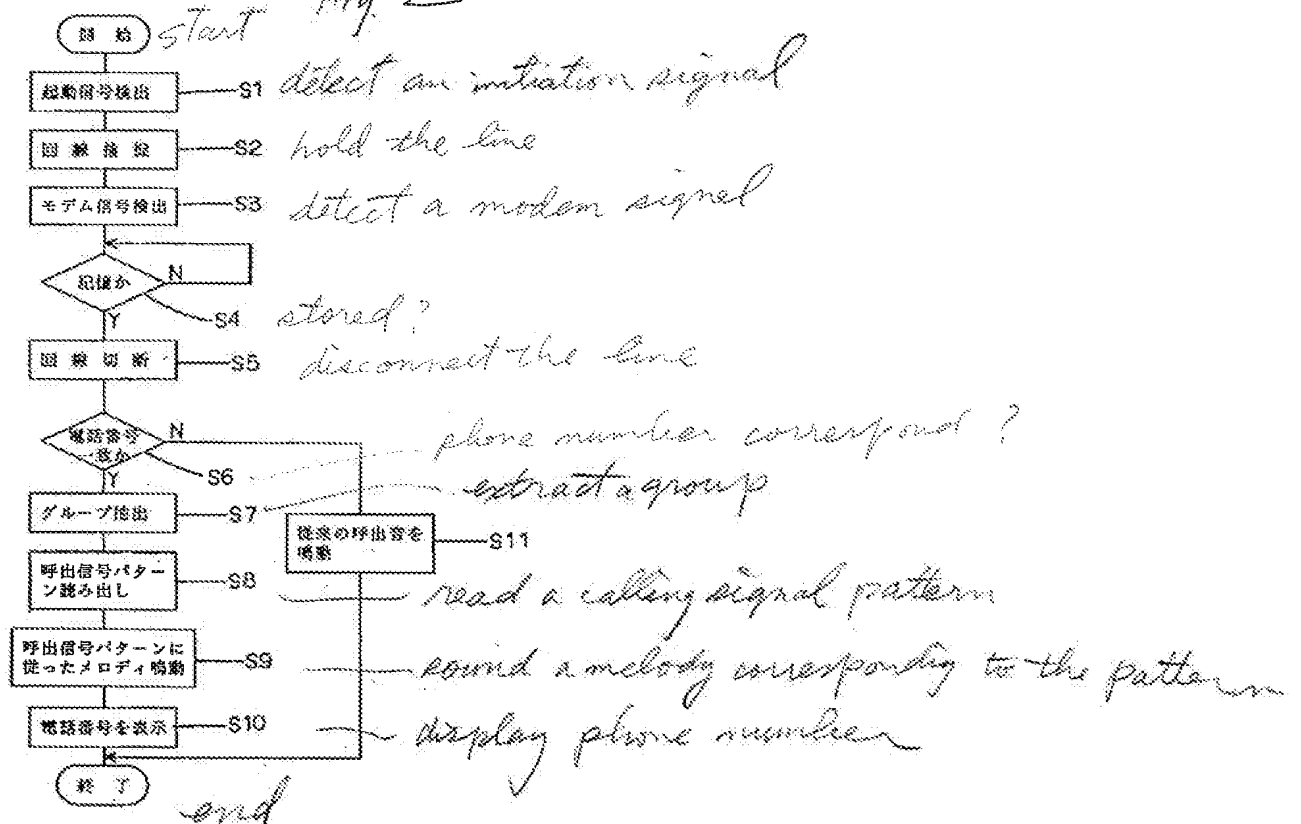 Fig. 2
開 始 start
起動信号検出 S1 detect an initiation signal
回 線 接 続 S2 hold the line
モデム信号検出 S3 detect a modem signal
記憶か N
Y S4 stored?
回 線 切 断 S5 disconnect the line
電話番号 N phone number correspond?
一致か
Y S6
グループ抽出 S7 extract a group
従来の呼出音を S11
鳴動
呼出信号パター S8 read a calling signal pattern
ン読み出し
呼出信号パターンに
従ったメロディ鳴動 S9 sound a melody correspondig to the pattern
電話番号を表示 S10 display phone number
終 了 end